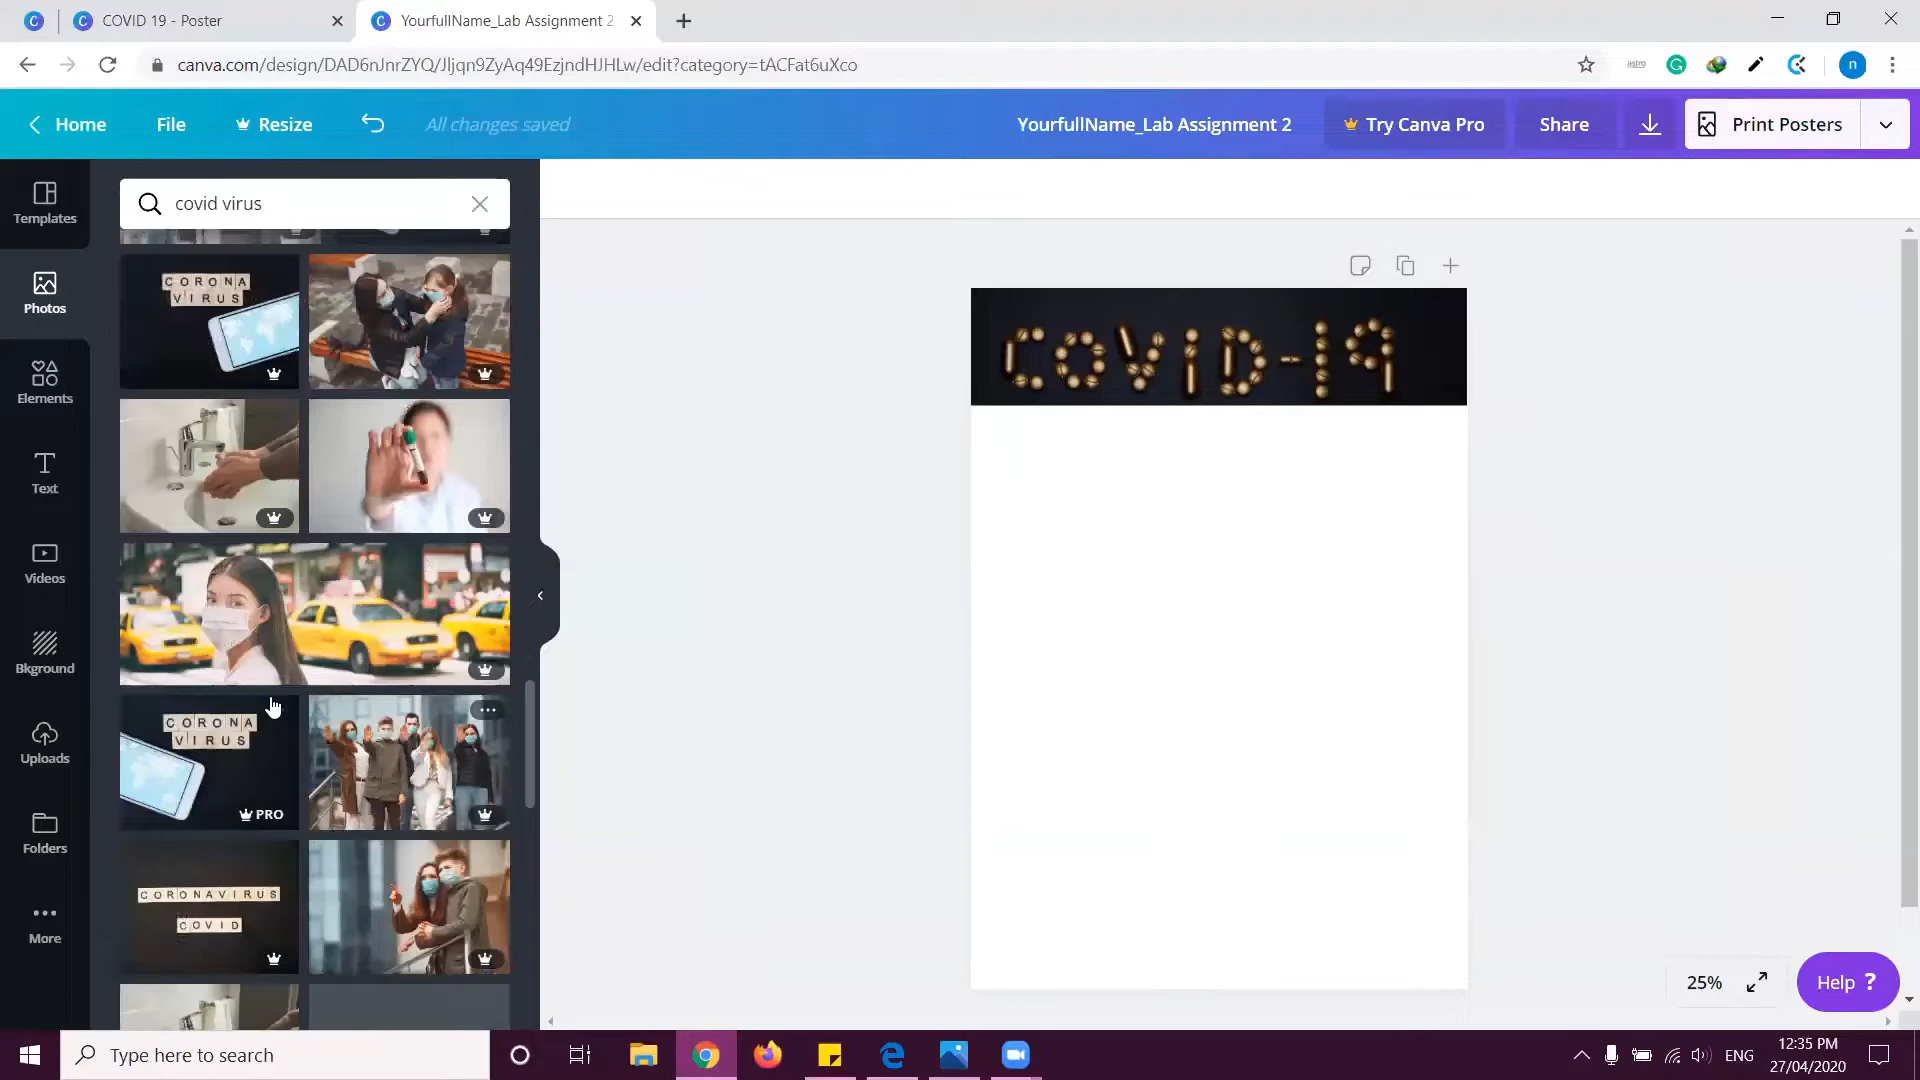 COVID 19 - Poster
YourfullName_Lab Assignment 2
canva.com/design/DAD6nJnrZYQ/Jljqn9ZyAq49EzjndHJHLw/edit?category=tACFat6uXco
astro
n
Home
File
Resize
All changes saved
YourfullName_Lab Assignment 2
Try Canva Pro
Share
Print Posters
Templates
Photos
Elements
Text
Videos
Bkground
Uploads
Folders
More
covid virus
CORONA
VIRUS
CORONA
VIRUS
PRO
CORONAVIRUS
COVID
COVID-19
25%
Help ?
Type here to search
ENG
12:35 PM
27/04/2020